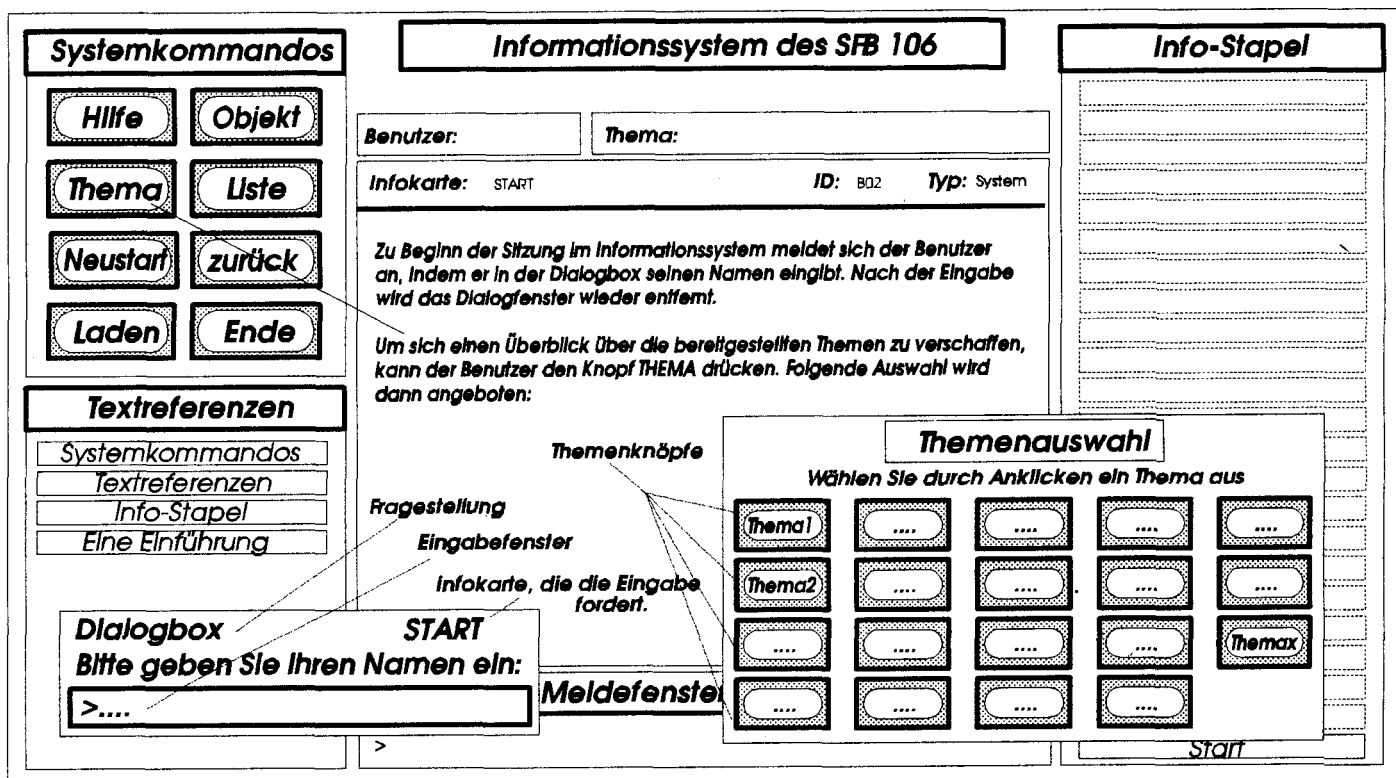 Systemkommandos
Hilfe
Objekt
Thema
Liste
Neustart
zurück
Laden
Ende
Textreferenzen
Systemkommandos
Textreferenzen
Info-Stapel
Eine Einführung
Informationssystem des SFB 106
Benutzer:
Thema:
Infokarte: START ID: B02 Typ: System
Zu Beginn der Sitzung im Informationssystem meldet sich der Benutzer
an, indem er in der Dialogbox seinen Namen eingibt. Nach der Eingabe
wird das Dialogfenster wieder entfernt.
Um sich einen Überblick über die bereitgestellten Themen zu verschaffen,
kann der Benutzer den Knopf THEMA drücken. Folgende Auswahl wird
dann angeboten:
Themenknöpfe
Fragestellung
Eingabefenster
Infokarte, die die Eingabe
fordert.
Dialogbox START
Bitte geben Sie Ihren Namen ein:
>....
Meldefenster
>
Themenauswahl
Wählen Sie durch Anklicken ein Thema aus
Thema1 .... .... .... ....
Thema2 .... .... .... ....
.... .... .... .... Themax
.... .... .... ....
Info-Stapel
Start